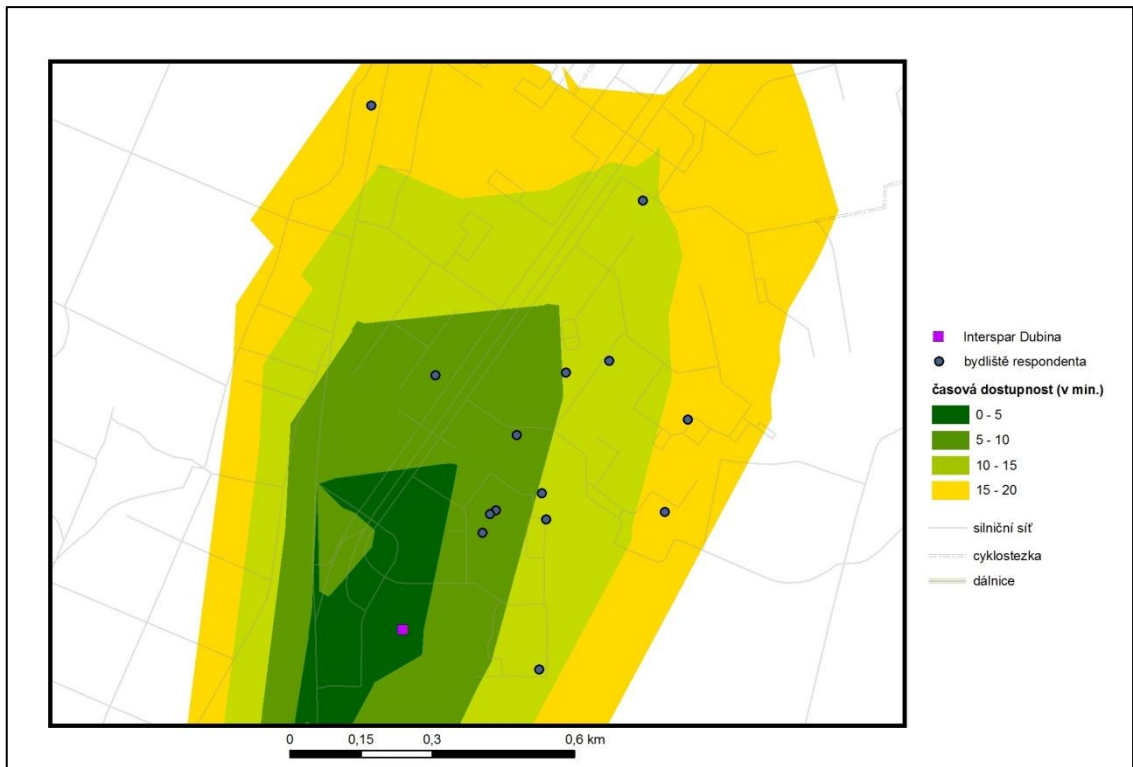 Interspar Dubina
bydliště respondenta
časová dostupnost (v min.)
0 - 5
5 - 10
10 - 15
15 - 20
silniční síť
cyklostezka
dálnice
0 0,15 0,3 0,6 km